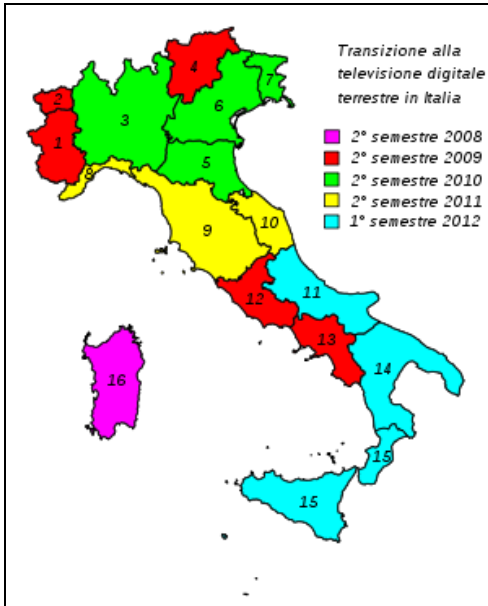 Transizione alla
televisione digitale
terrestre in Italia
2° semestre 2008
2° semestre 2009
2° semestre 2010
2° semestre 2011
1° semestre 2012
4
7
2
6
3
1
5
8
9
10
11
12
13
14
16
15
15